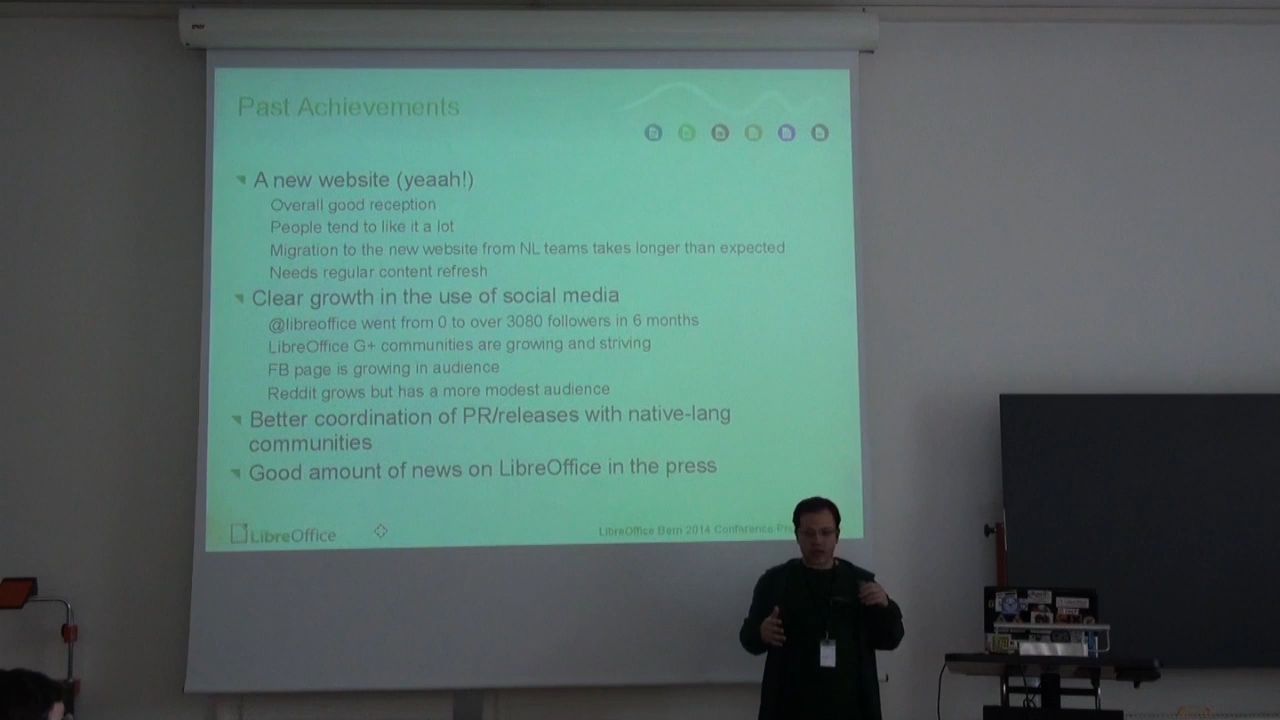 Past Achievements
A new website (yeaah!)
Overall good reception
People tend to like it a lot
Migration to the new website from NL teams takes longer than expected
Needs regular content refresh
Clear growth in the use of social media
@libreoffice went from 0 to over 3080 followers in 6 months
LibreOffice G+ communities are growing and striving
FB page is growing in audience
Reddit grows but has a more modest audience
Better coordination of PR/releases with native-lang
communities
Good amount of news on LibreOffice in the press
LibreOffice
LibreOffice Bern 2014 Conference